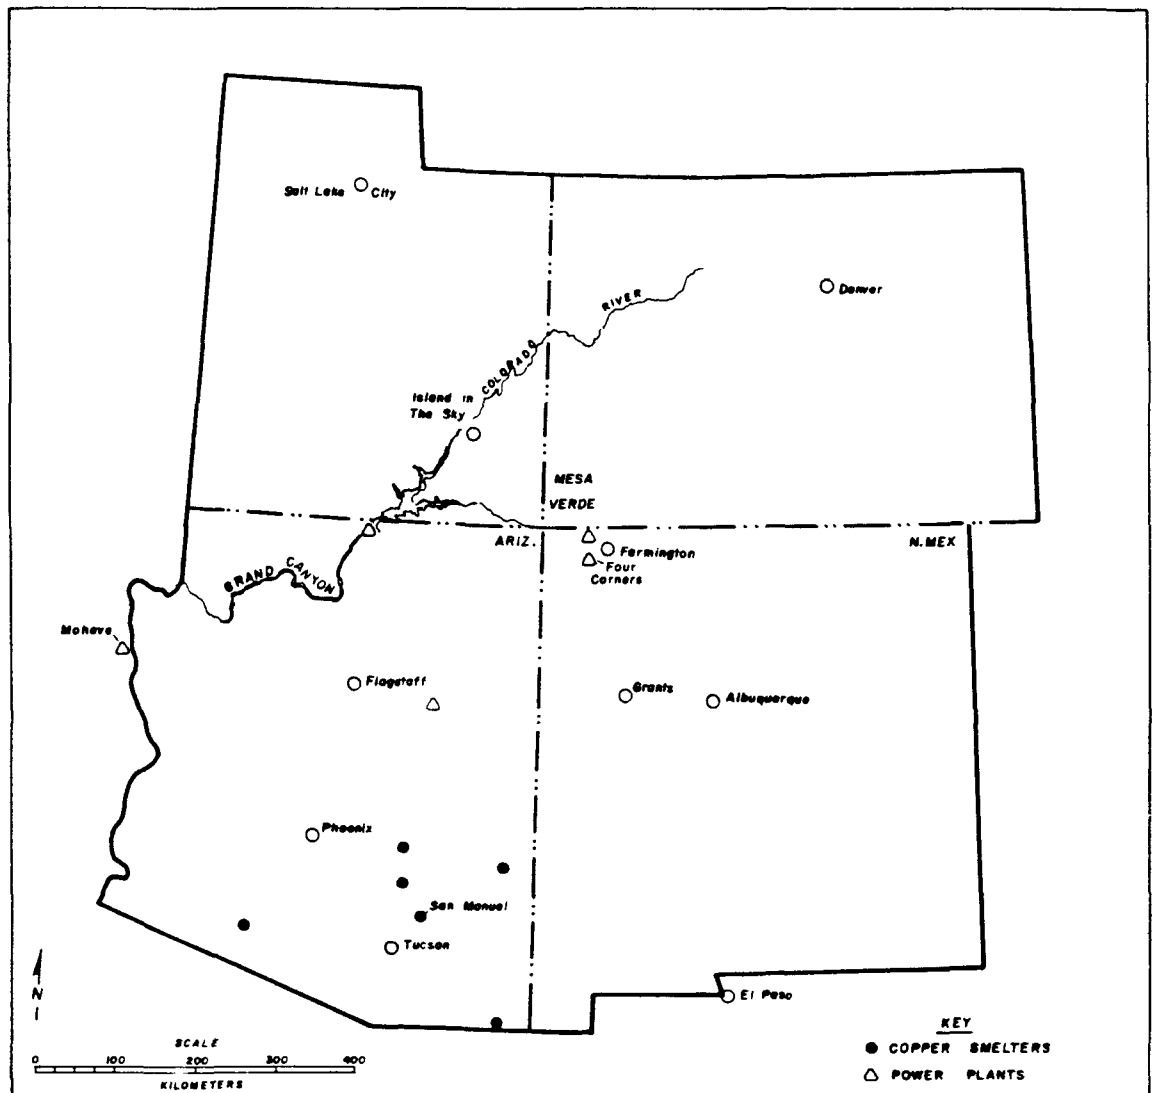 Salt Lake City
Denver
COLORADO RIVER
Island in
The Sky
MESA
VERDE
ARIZ.
N. MEX
Farmington
Four
Corners
GRAND CANYON
Mohave
Flagstaff
Grants
Albuquerque
Phoenix
San Manuel
Tucson
El Paso
N
SCALE
0 100 200 300 400
KILOMETERS
KEY
COPPER SMELTERS
POWER PLANTS